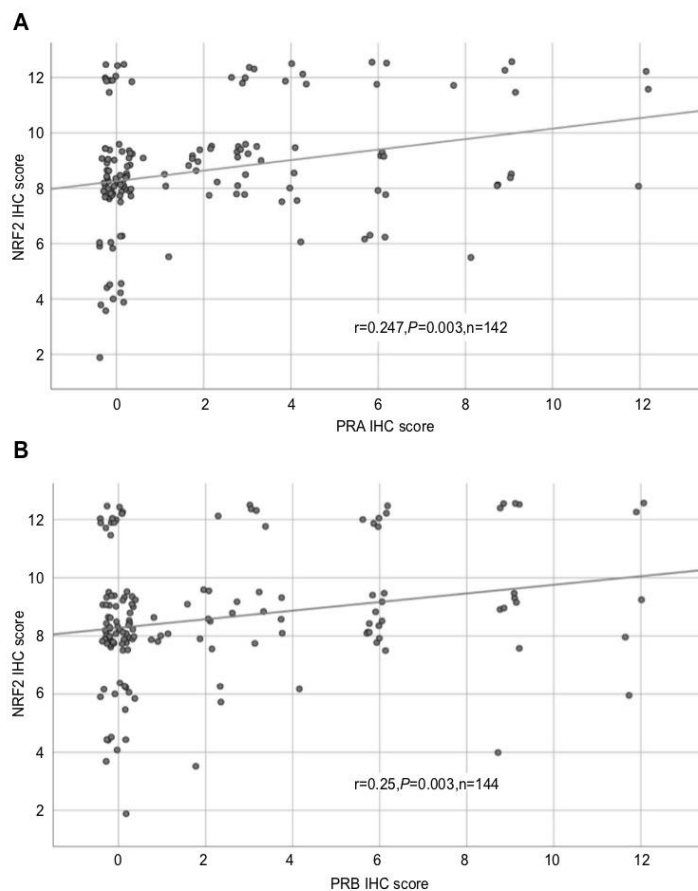 A
12
10
8
6
4
2
NRF2 IHC score
r=0.247,P=0.003,n=142
0 2 4 6 8 10 12
PRA IHC score
B
12
10
8
6
4
2
NRF2 IHC score
r=0.25,P=0.003,n=144
0 2 4 6 8 10 12
PRB IHC score